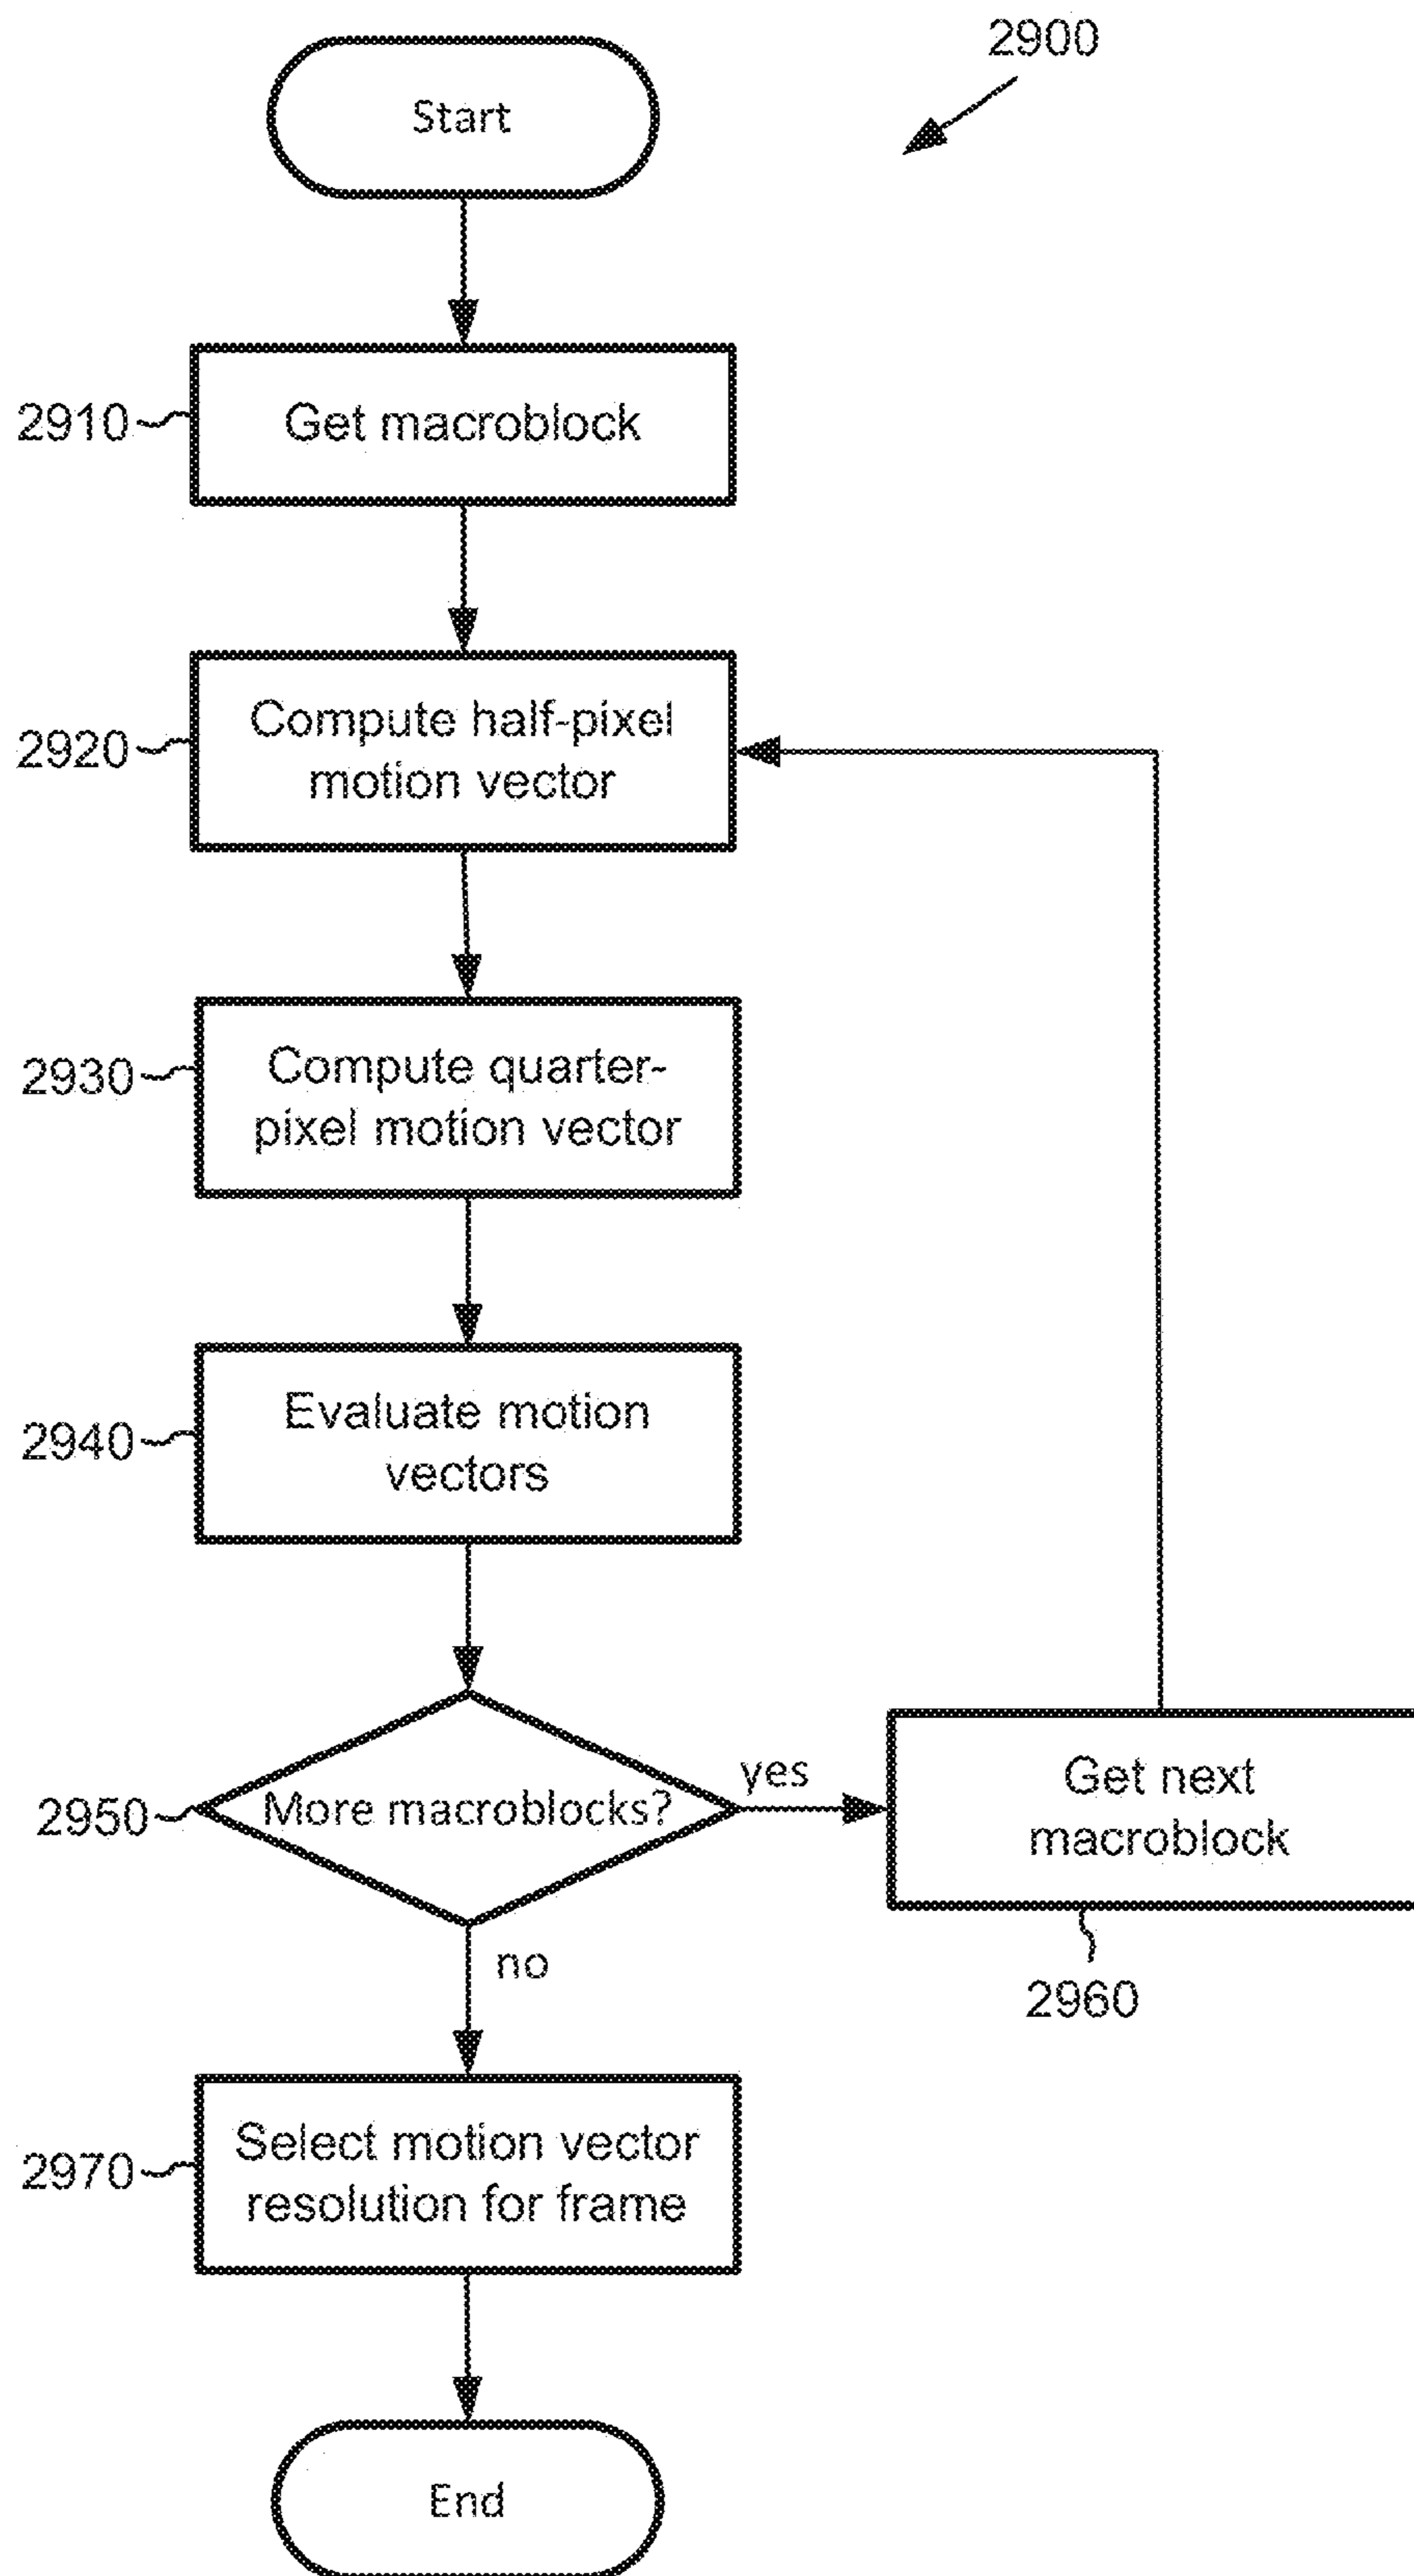 2900
Start
2910
Get macroblock
2920
Compute half-pixel
motion vector
2930
Compute quarter-
pixel motion vector
2940
Evaluate motion
vectors
2950
More macroblocks?
yes
Get next
macroblock
2960
no
2970
Select motion vector
resolution for frame
End